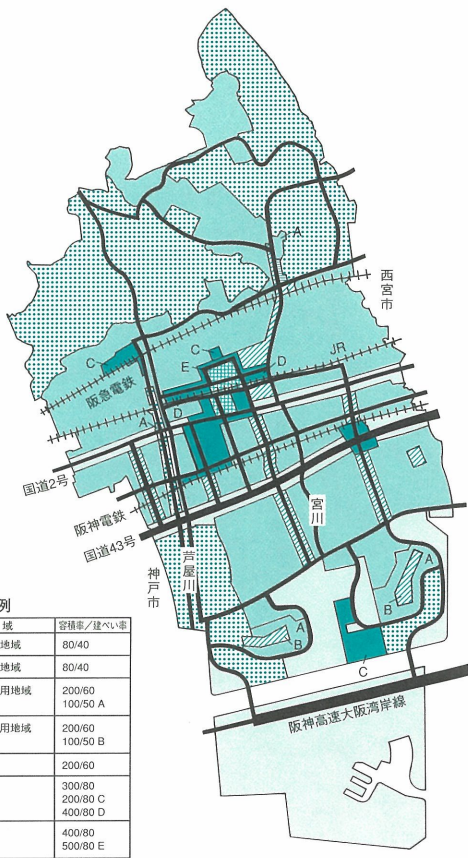 A
西宮市
C
C
E
D
JR
阪急電鉄
A
D
国道2号
阪神電鉄
国道43号
宮川
芦屋川
神戸市
A
B
A
B
C
阪神高速大阪湾岸線
例
域 容積率／建ぺい率
地域 80/40
地域 80/40
用地域 200/60
100/50 A
用地域 200/60
100/50 B
200/60
300/80
200/80 C
400/80 D
400/80
500/80 E